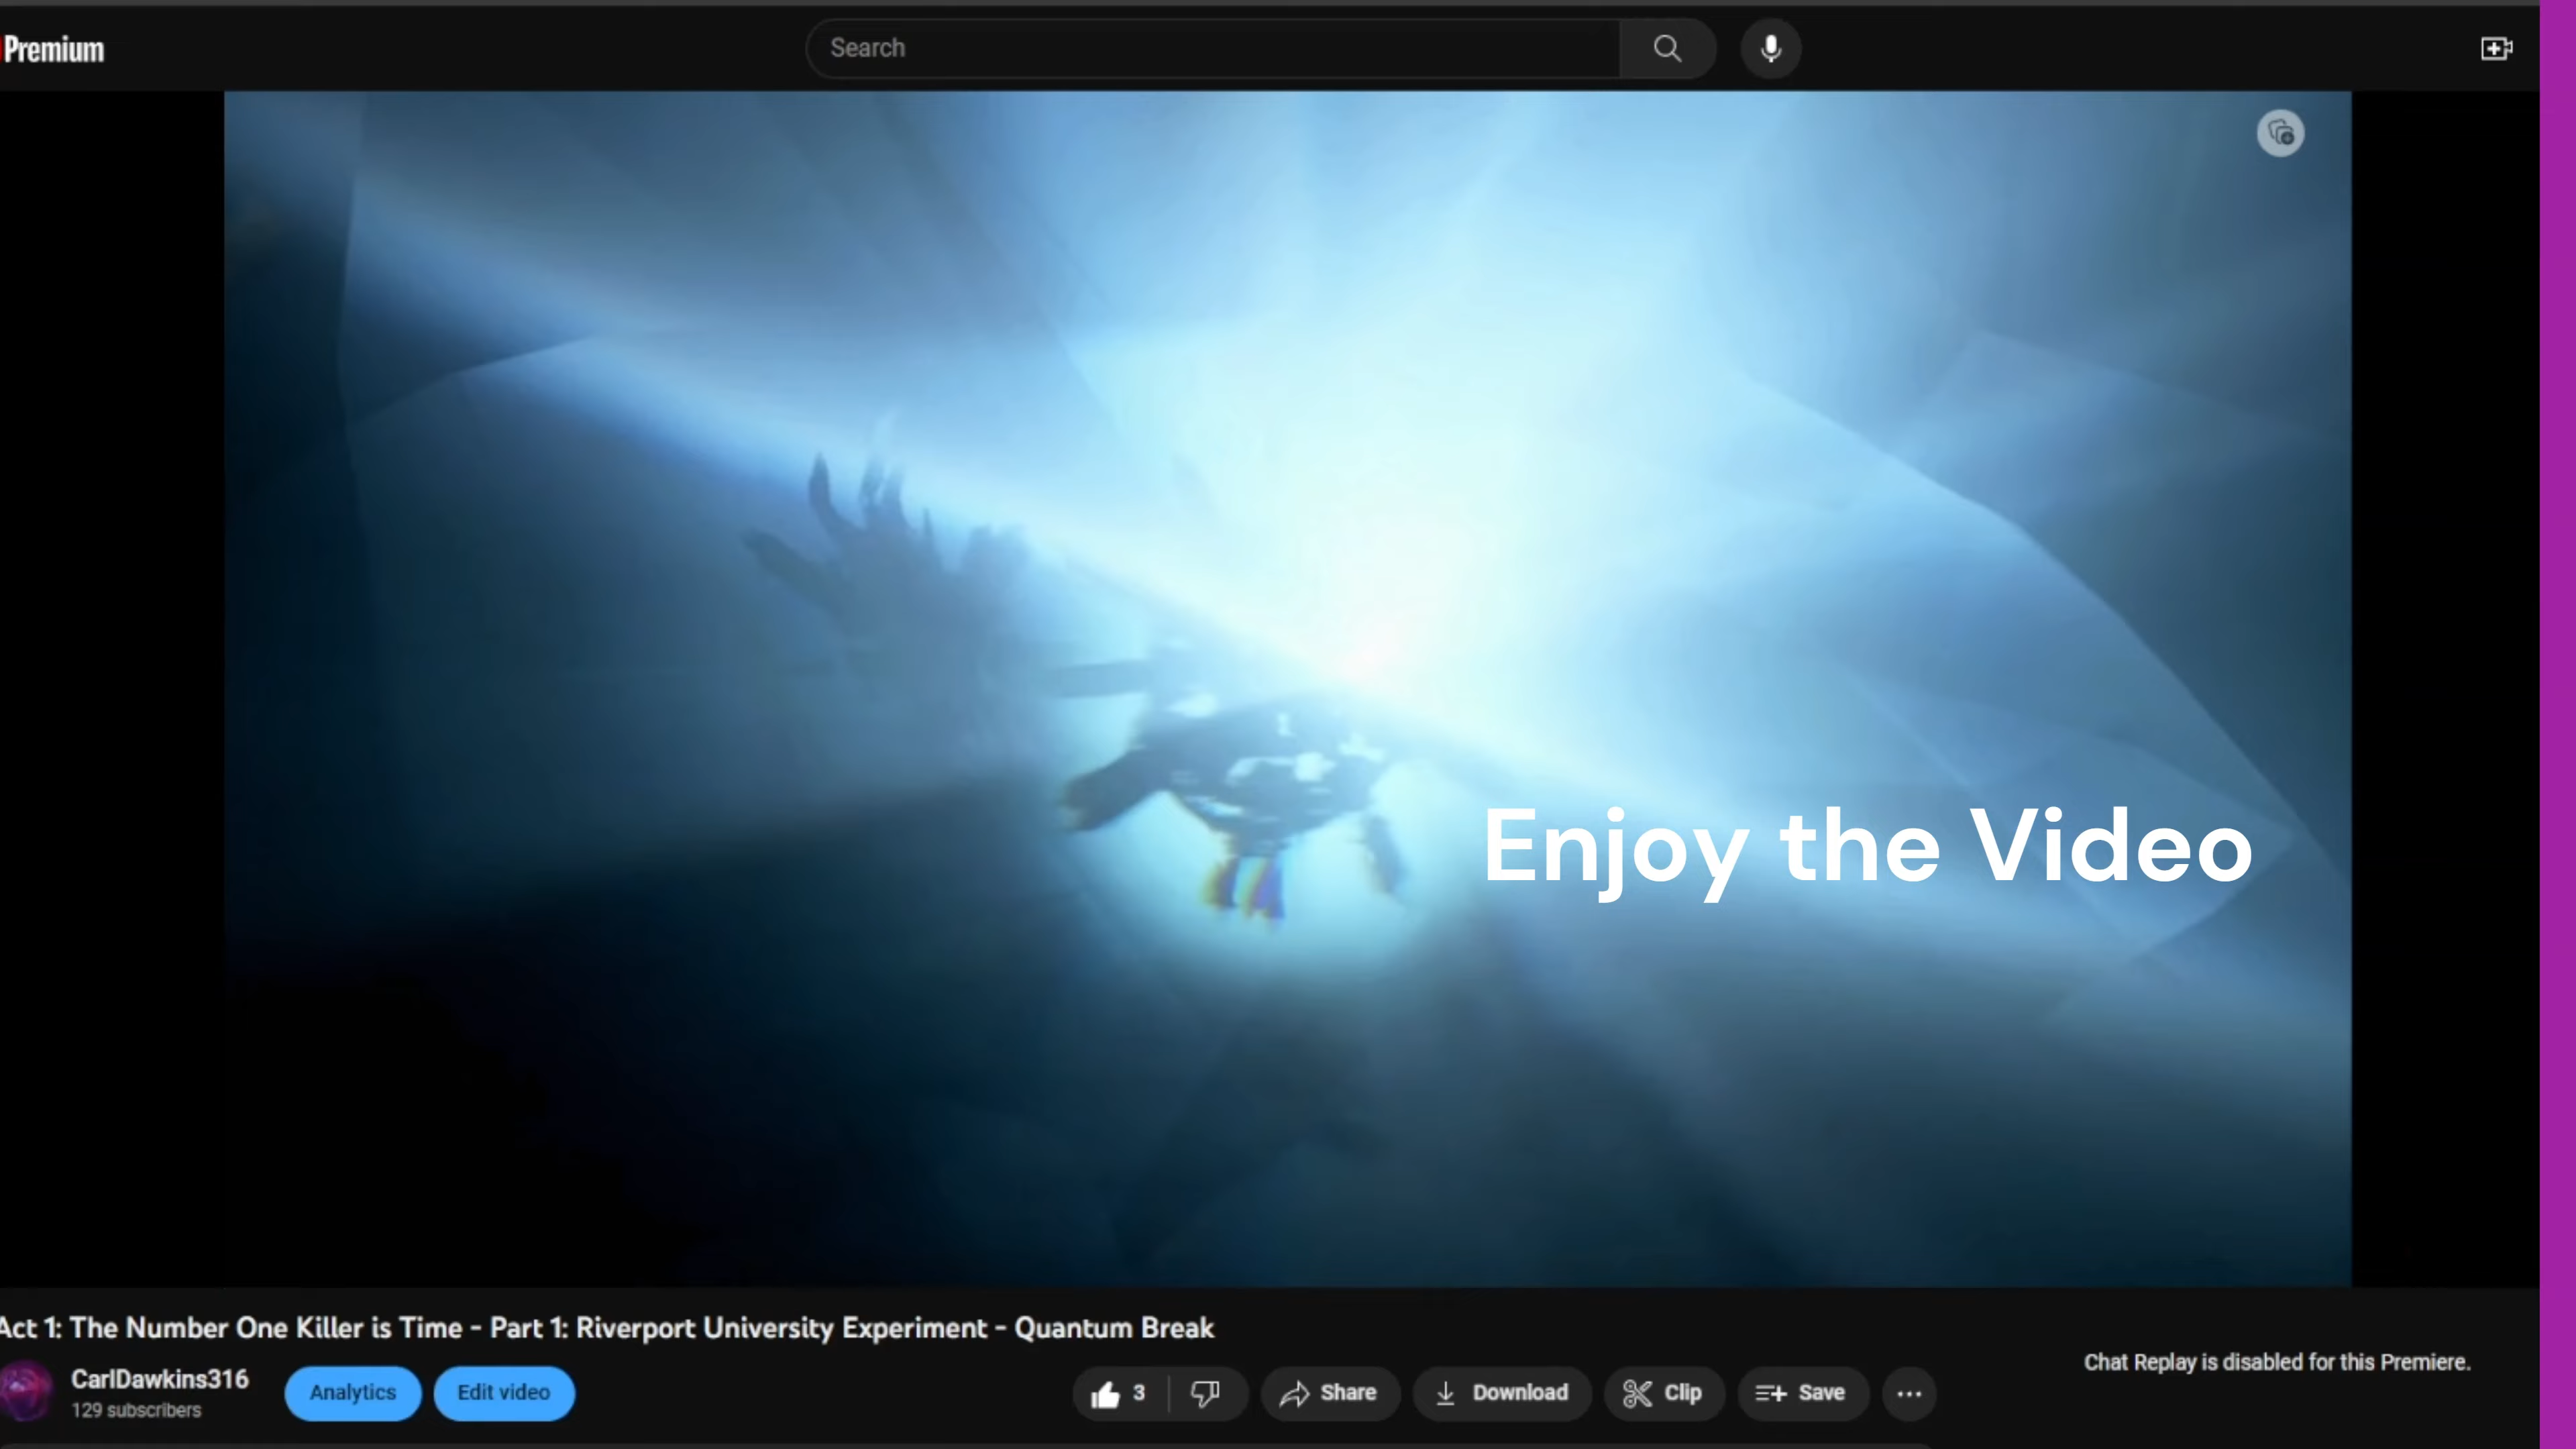 Premium
Search
Enjoy the Video
Act 1: The Number One Killer is Time - Part 1: Riverport University Experiment - Quantum Break
CarlDawkins316
129 subscribers
Analytics
Edit video
3
Share
Download
Clip
Save
Chat Replay is disabled for this Premiere.